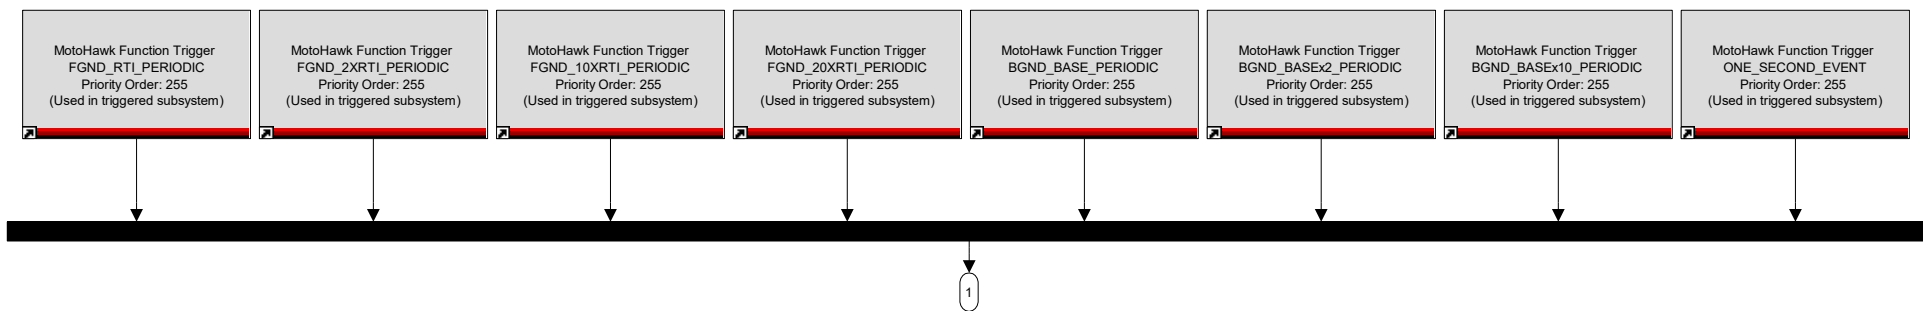 MotoHawk Function Trigger
FGND_RTI_PERIODIC
Priority Order: 255
(Used in triggered subsystem)
MotoHawk Function Trigger
FGND_2XRTI_PERIODIC
Priority Order: 255
(Used in triggered subsystem)
MotoHawk Function Trigger
FGND_10XRTI_PERIODIC
Priority Order: 255
(Used in triggered subsystem)
MotoHawk Function Trigger
FGND_20XRTI_PERIODIC
Priority Order: 255
(Used in triggered subsystem)
MotoHawk Function Trigger
BGND_BASE_PERIODIC
Priority Order: 255
(Used in triggered subsystem)
MotoHawk Function Trigger
BGND_BASEx2_PERIODIC
Priority Order: 255
(Used in triggered subsystem)
MotoHawk Function Trigger
BGND_BASEx10_PERIODIC
Priority Order: 255
(Used in triggered subsystem)
MotoHawk Function Trigger
ONE_SECOND_EVENT
Priority Order: 255
(Used in triggered subsystem)
1